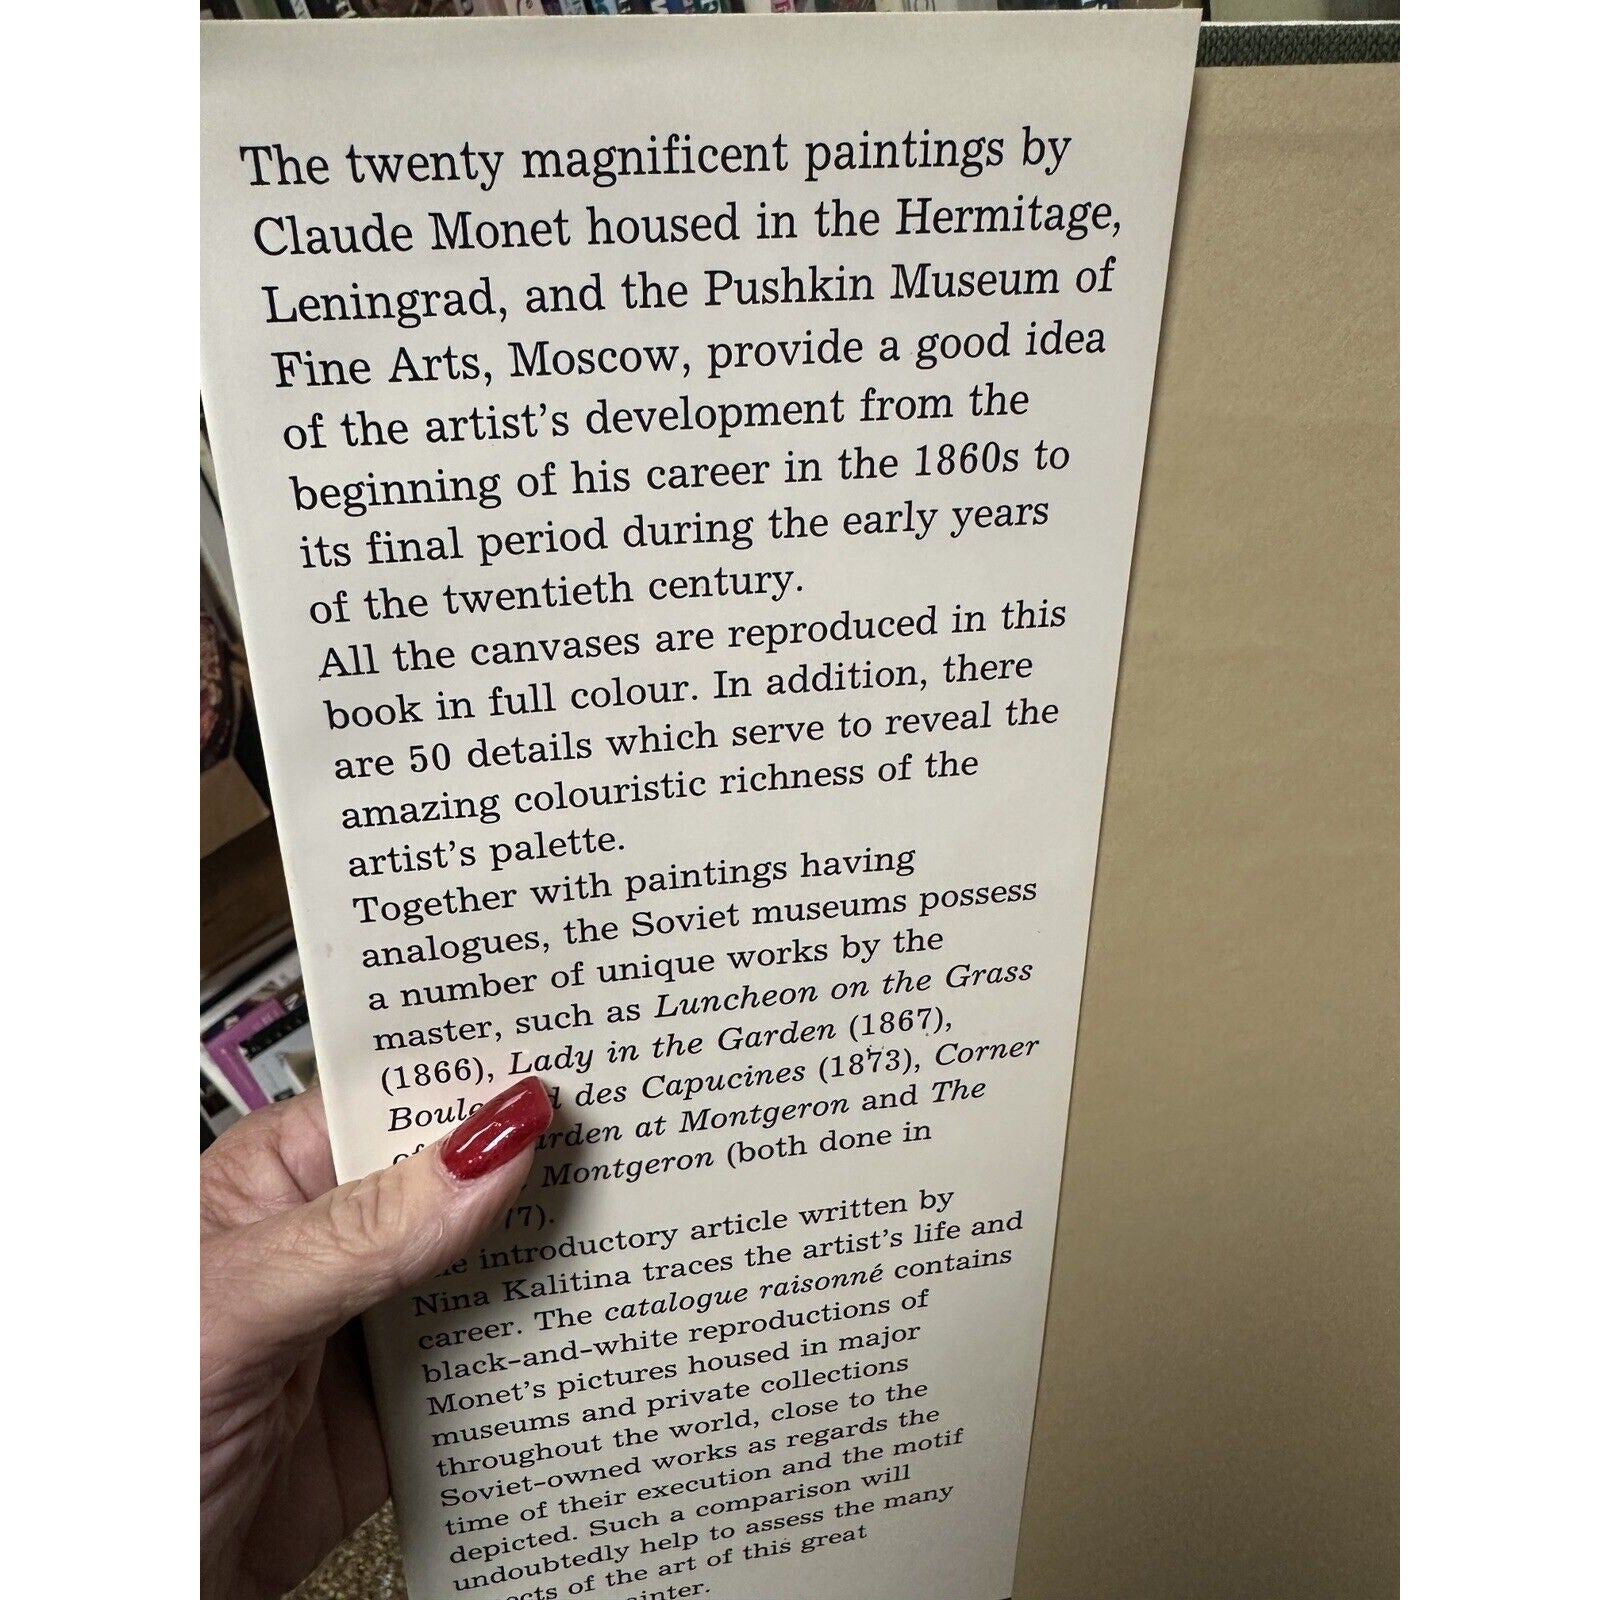 The twenty magnificent paintings by
Claude Monet housed in the Hermitage,
Leningrad, and the Pushkin Museum of
Fine Arts, Moscow, provide a good idea
of the artist's development from the
beginning of his career in the 1860s to
its final period during the early years
of the twentieth century.
All the canvases are reproduced in this
book in full colour. In addition, there
are 50 details which serve to reveal the
amazing colouristic richness of the
artist's palette.
Together with paintings having
analogues, the Soviet museums possess
a number of unique works by the
master, such as Luncheon on the Grass
(1866), Lady in the Garden (1867),
des Capucines (1873), Corner
at Montgeron and The
Montgeron (both done in
introductory article written by
Nina Kalitina traces the artist's life and
career. The catalogue raisonné contains
black-and-white reproductions of
Monet's pictures housed in major
museums and private collections
throughout the world, close to the
Soviet-owned works as regards the
time of their execution and the motif
depicted. Such a comparison will
undoubtedly help to assess the many
of the art of this great